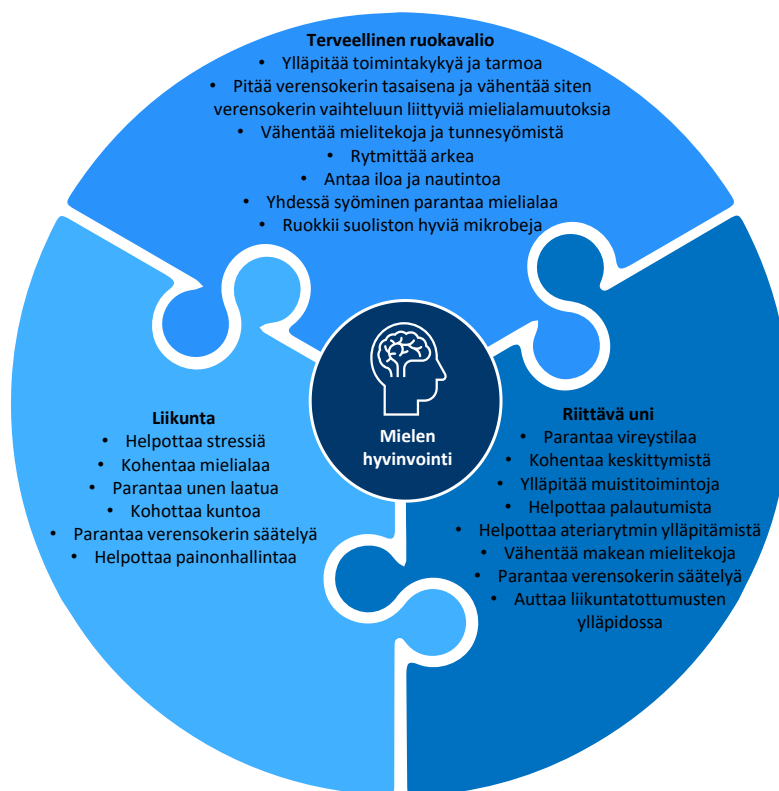 Terveellinen ruokavalio
• Ylläpitää toimintakykyä ja tarmoa
• Pitää verensokerin tasaisena ja vähentää siten
verensokerin vaihteluun liittyviä mielialamuutoksia
• Vähentää mielitekoja ja tunnesyömistä
• Rytmittää arkea
• Antaa iloa ja nautintoa
• Yhdessä syöminen parantaa mielialaa
• Ruokkii suoliston hyviä mikrobeja
Mielen
hyvinvointi
Liikunta
• Helpottaa stressiä
• Kohentaa mielialaa
• Parantaa unen laatua
• Kohottaa kuntoa
• Parantaa verensokerin säätelyä
• Helpottaa painonhallintaa
Riittävä uni
• Parantaa vireystilaa
• Kohentaa keskittymistä
• Ylläpitää muistitoimintoja
• Helpottaa palautumista
• Helpottaa ateriarytmin ylläpitämistä
• Vähentää makean mielitekoja
• Parantaa verensokerin säätelyä
• Auttaa liikuntatottumusten
ylläpidossa